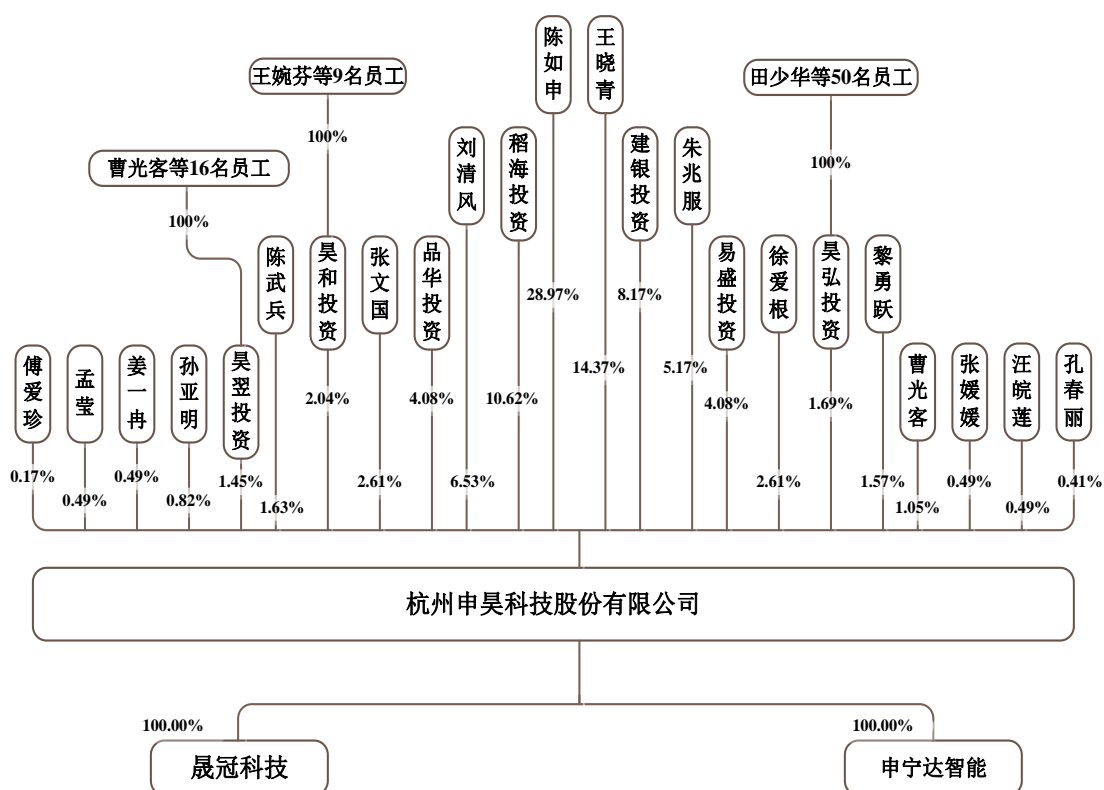 陈如申
王晓青
王婉芬等9名员工
田少华等50名员工
刘清风
稻海投资
建银投资
朱兆服
100%
曹光客等16名员工
100%
100%
陈武兵
昊和投资
张文国
品华投资
易盛投资
徐爱根
昊弘投资
黎勇跃
28.97%
8.17%
傅爱珍
孟莹
姜一冉
孙亚明
昊翌投资
曹光客
张媛媛
汪皖莲
孔春丽
14.37%
5.17%
2.04%
4.08%
10.62%
4.08%
1.69%
0.17%
0.49%
0.49%
0.82%
1.45%
1.63%
2.61%
6.53%
2.61%
1.57%
1.05%
0.49%
0.49%
0.41%
杭州申昊科技股份有限公司
100.00%
100.00%
晟冠科技
申宁达智能